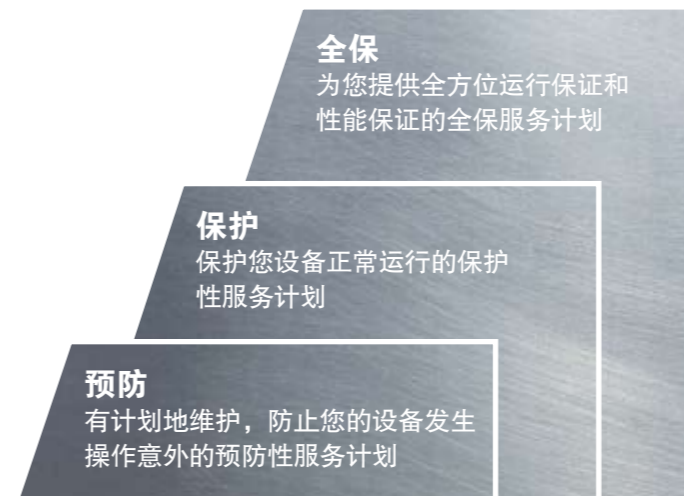 全保
为您提供全方位运行保证和
性能保证的全保服务计划
保护
保护您设备正常运行的保护
性服务计划
预防
有计划地维护，防止您的设备发生
操作意外的预防性服务计划